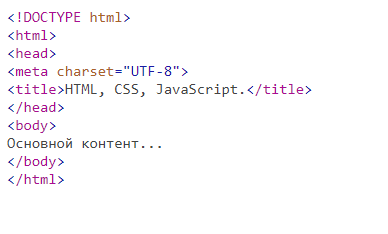 <!DOCTYPE html>
<html>
<head>
<meta charset="UTF-8">
<title>HTML, CSS, JavaScript.</title>
</head>
<body>
Основной контент...
</body>
</html>